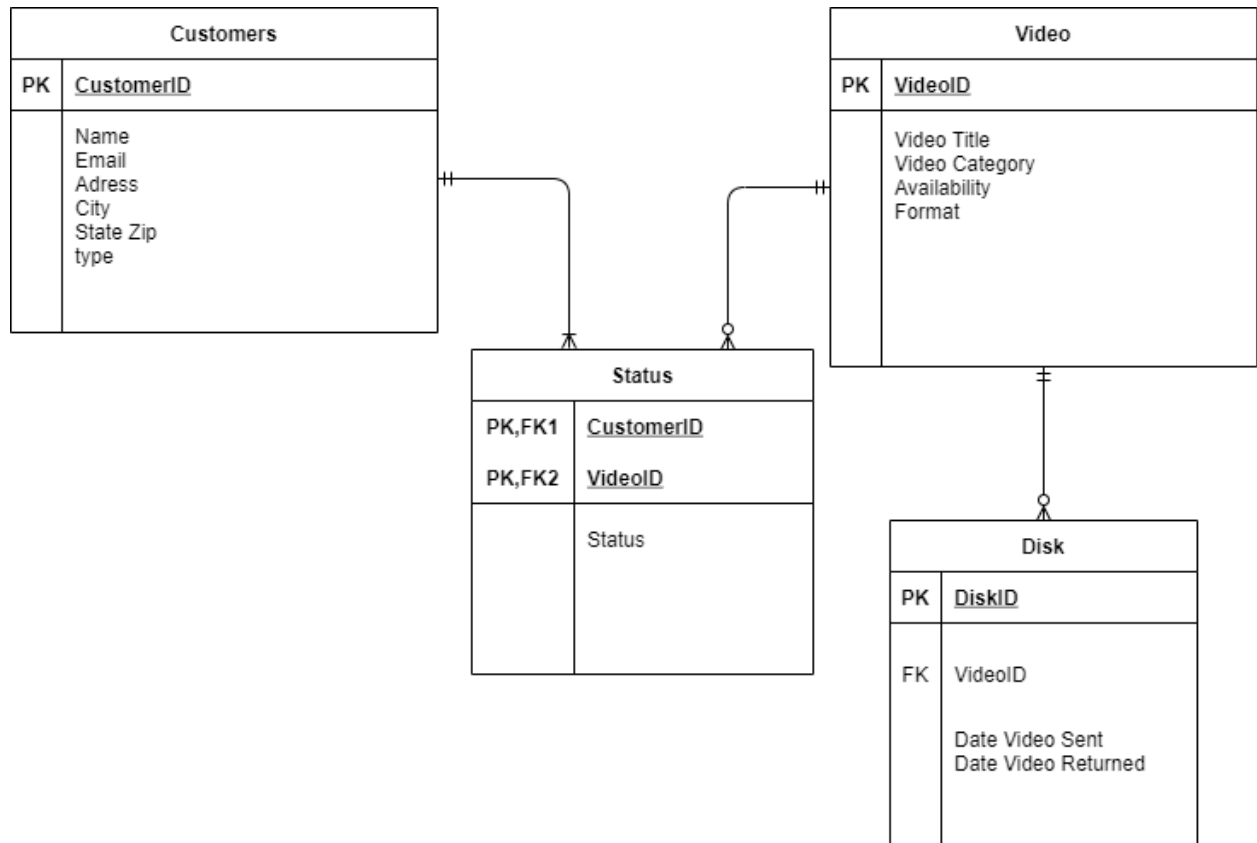 Customers
PK CustomerID
Name
Email
Adress
City
State Zip
type
Video
PK VideoID
Video Title
Video Category
Availability
Format
Status
PK,FK1 CustomerID
PK,FK2 VideoID
Status
Disk
PK DiskID
FK VideoID
Date Video Sent
Date Video Returned